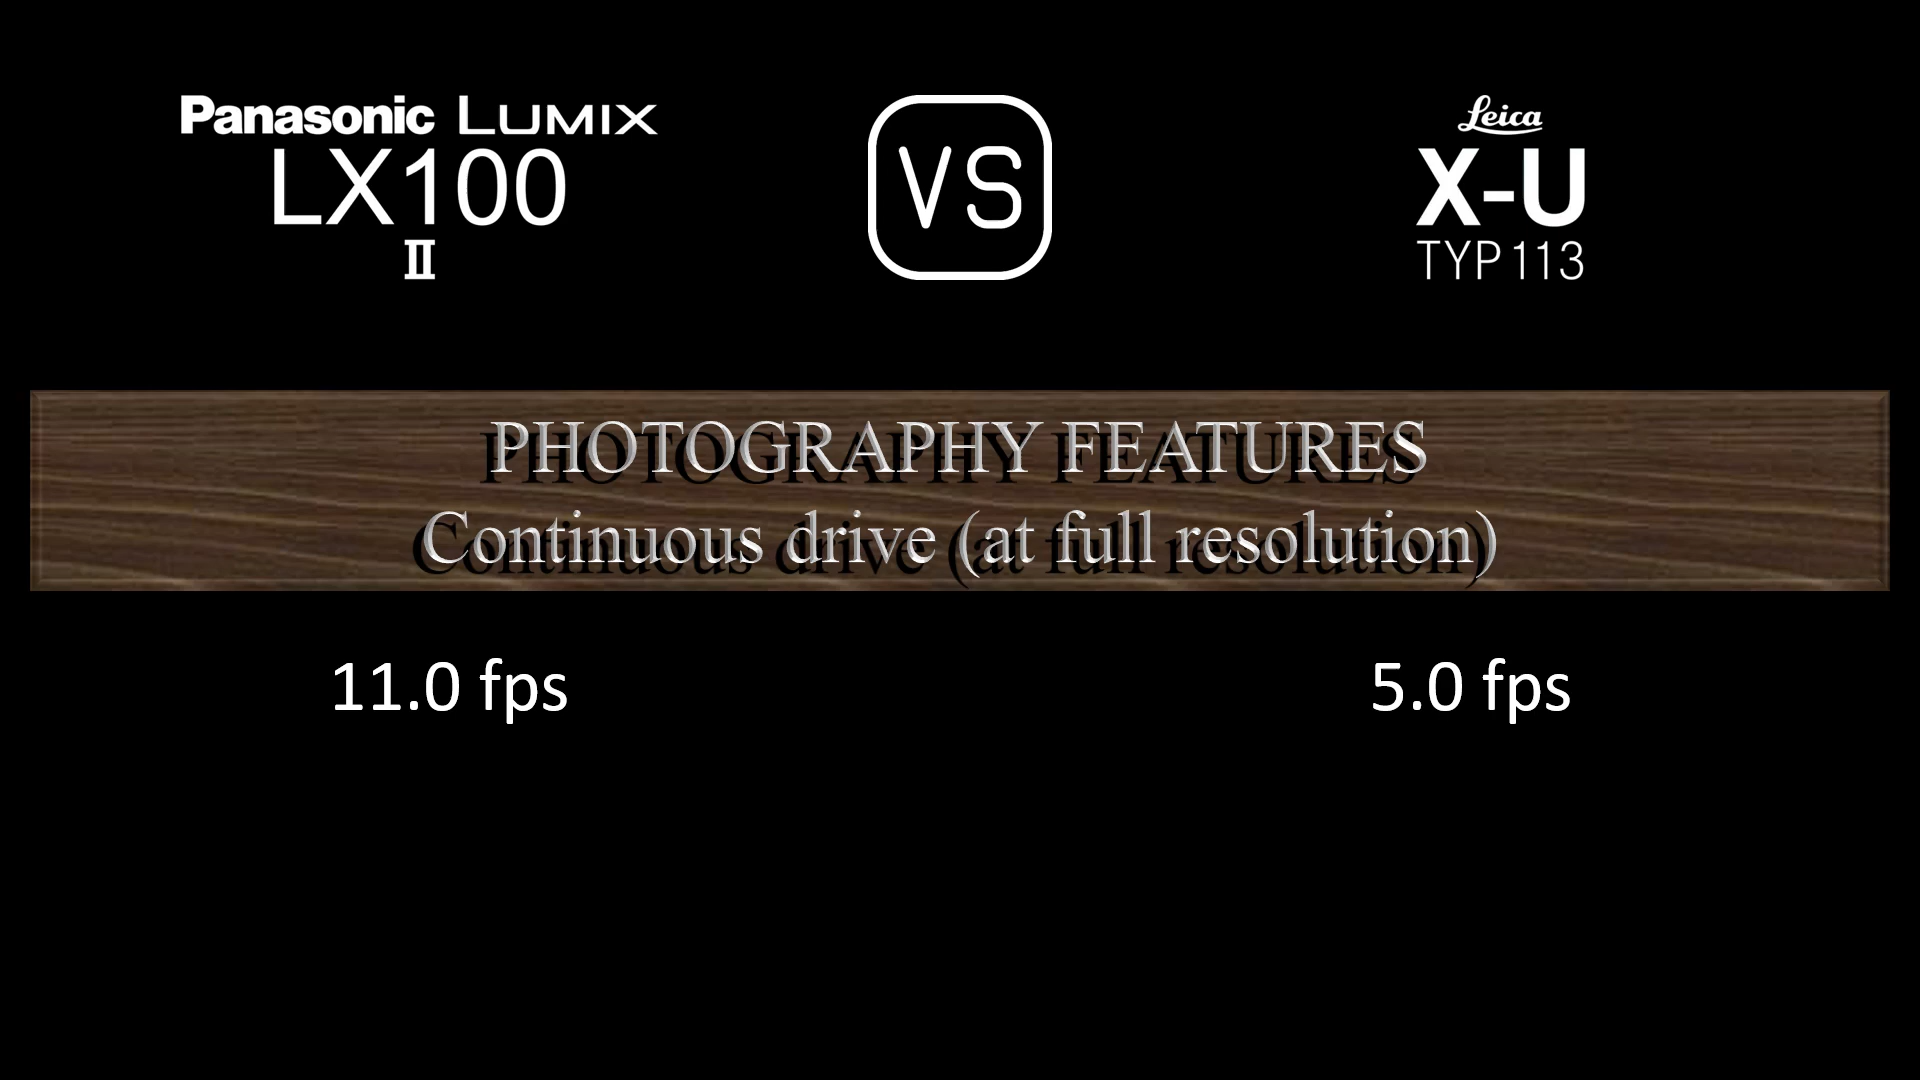 Panasonic LUMIX
LX100
II
VS
Leica
X-U
TYP 113
PHOTOGRAPHY FEATURES
Continuous drive (at full resolution)
11.0 fps
5.0 fps